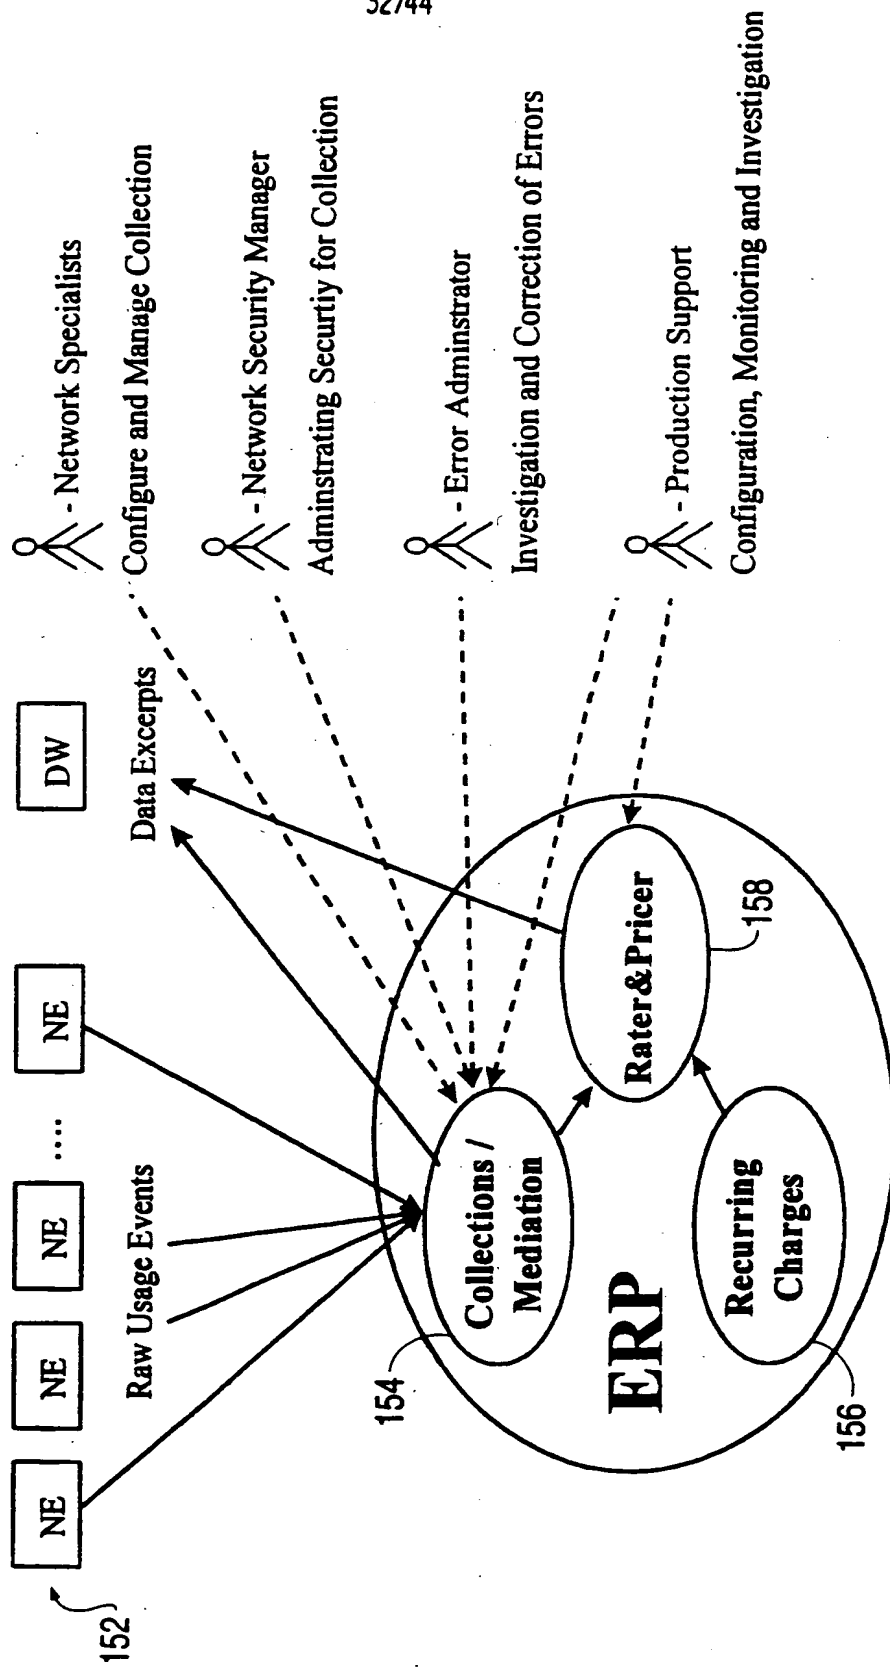 32/44
NE
NE
NE
....
NE
DW
152
Raw Usage Events
Data Excerpts
- Network Specialists
Configure and Manage Collection
- Network Security Manager
Adminstrating Securtiy for Collection
- Error Adminstrator
Investigation and Correction of Errors
- Production Support
Configuration, Monitoring and Investigation
154
Collections /
Mediation
ERP
Rater&Pricer
158
Recurring
Charges
156